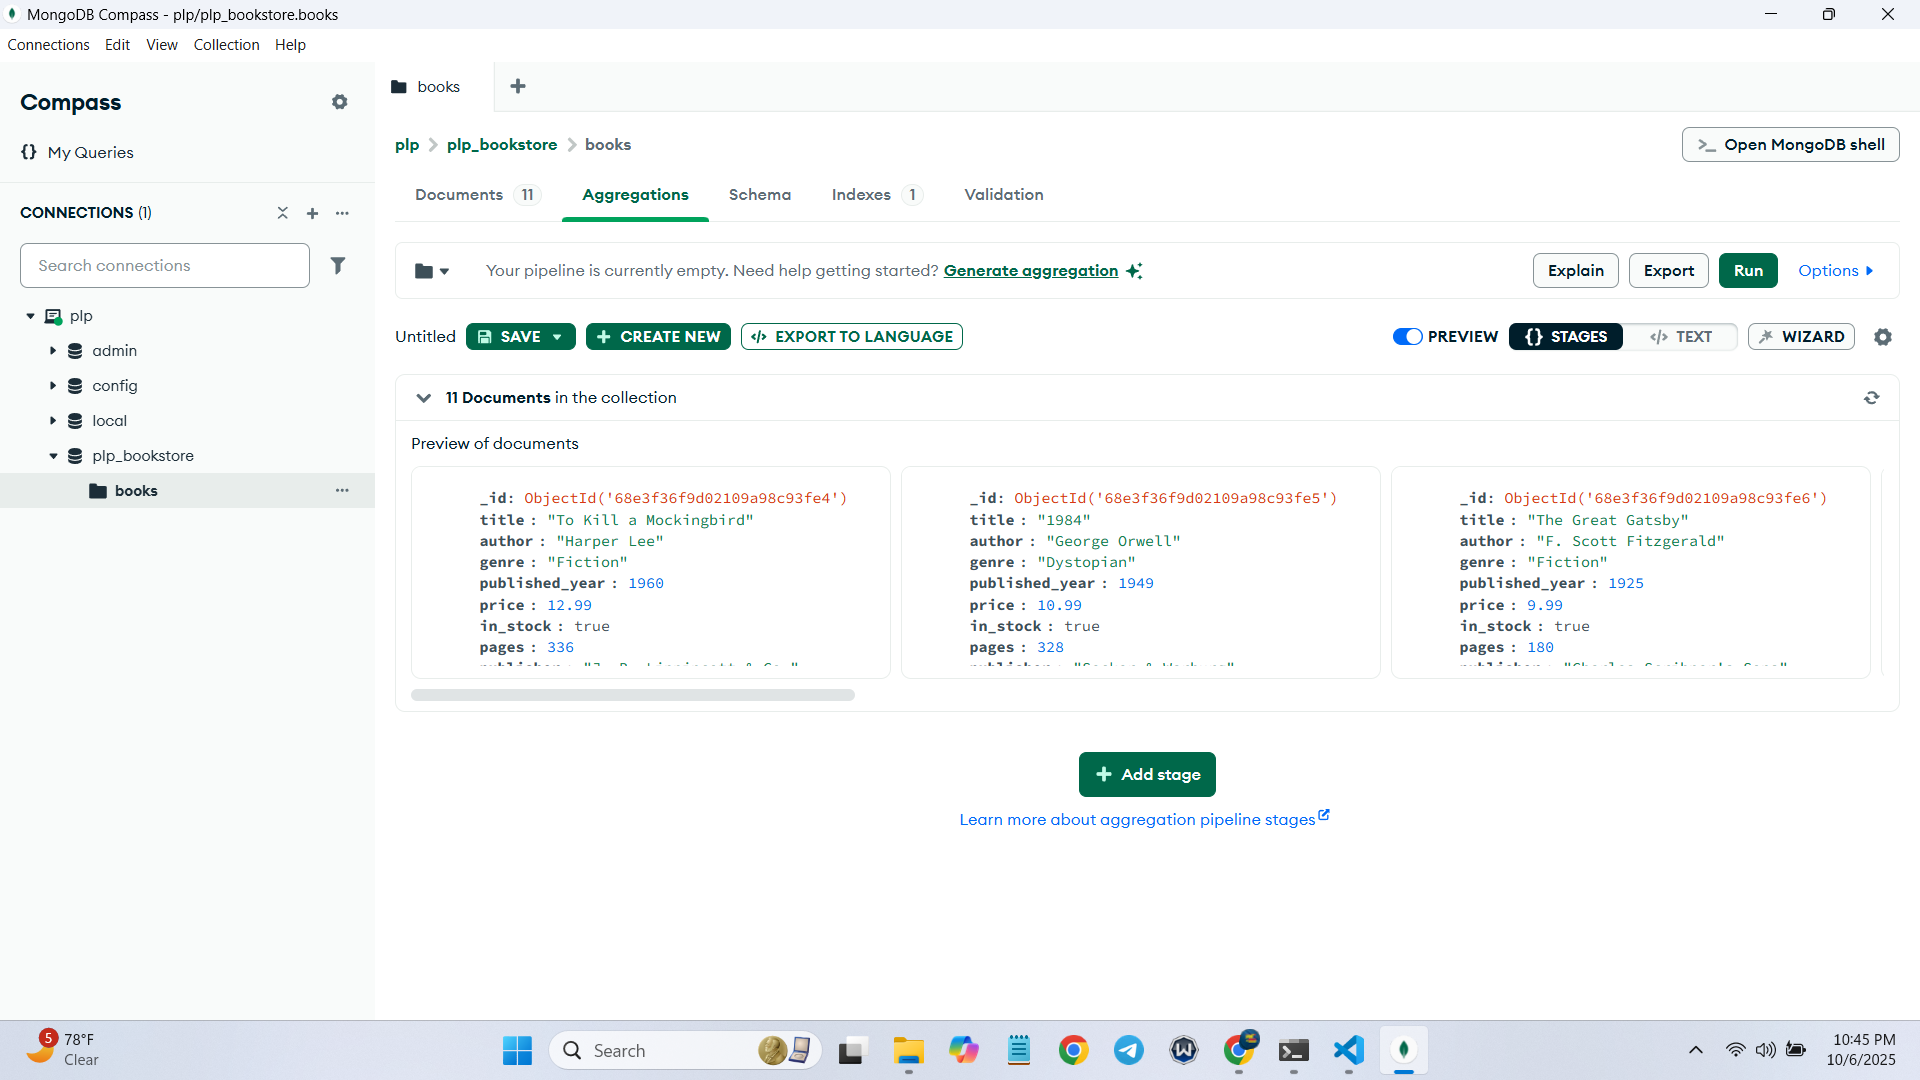 MongoDB Compass - plp/plp_bookstore.books
Connections Edit View Collection Help
Compass
{} My Queries
CONNECTIONS (1)
Search connections
plp
admin
config
local
plp_bookstore
books
books
plp > plp_bookstore > books
>_ Open MongoDB shell
Documents 11 Aggregations Schema Indexes 1 Validation
Your pipeline is currently empty. Need help getting started? Generate aggregation
Explain Export Run Options
Untitled SAVE + CREATE NEW </> EXPORT TO LANGUAGE
PREVIEW {} STAGES </> TEXT WIZARD
11 Documents in the collection
Preview of documents
_id: ObjectId('68e3f36f9d02109a98c93fe4')
title : "To Kill a Mockingbird"
author : "Harper Lee"
genre : "Fiction"
published_year : 1960
price : 12.99
in_stock : true
pages : 336
_id: ObjectId('68e3f36f9d02109a98c93fe5')
title : "1984"
author : "George Orwell"
genre : "Dystopian"
published_year : 1949
price : 10.99
in_stock : true
pages : 328
_id: ObjectId('68e3f36f9d02109a98c93fe6')
title : "The Great Gatsby"
author : "F. Scott Fitzgerald"
genre : "Fiction"
published_year : 1925
price : 9.99
in_stock : true
pages : 180
+ Add stage
Learn more about aggregation pipeline stages
5
78°F
Clear
Search
10:45 PM
10/6/2025